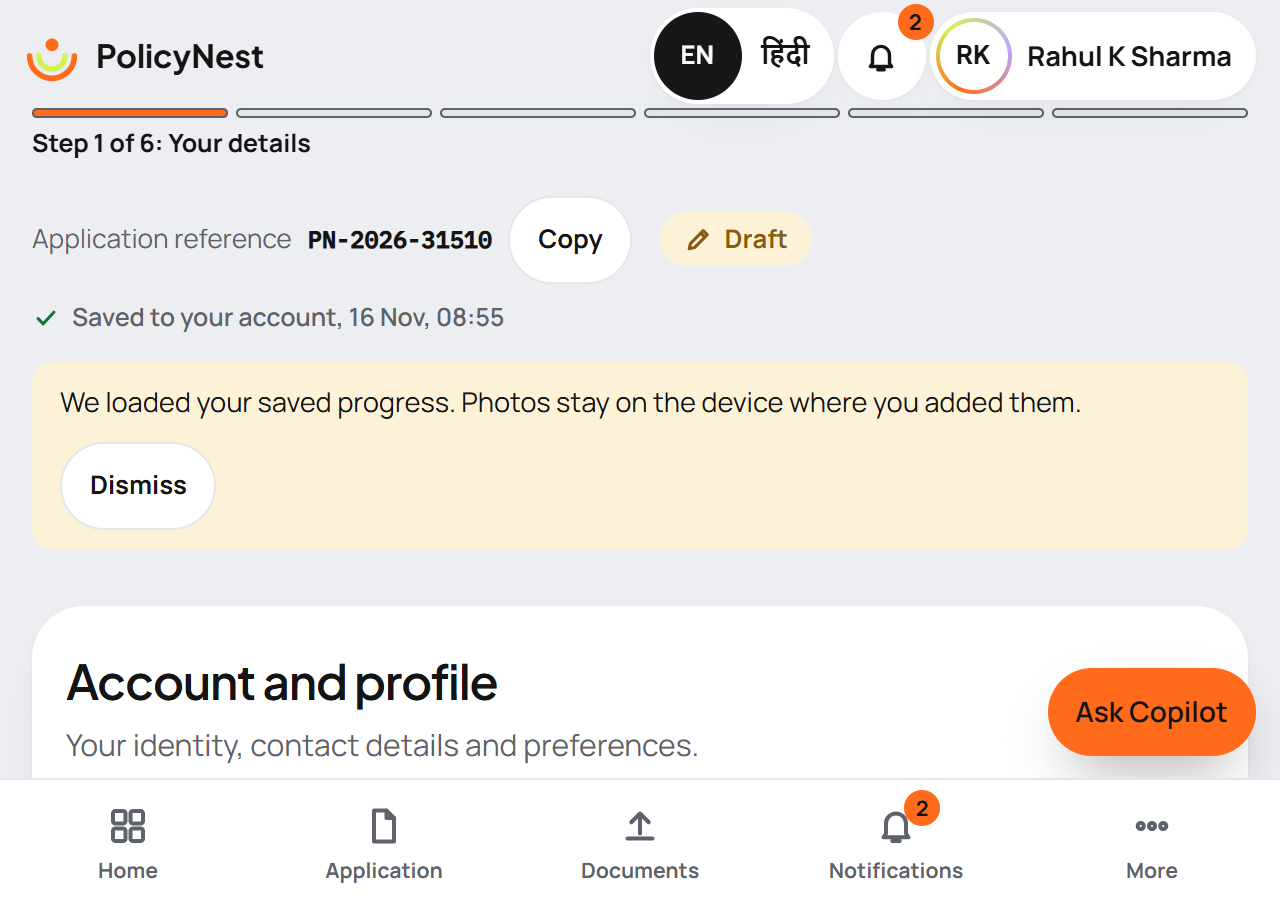 PolicyNest
EN
हिंदी
2
RK
Rahul K Sharma
Step 1 of 6: Your details
Application reference PN-2026-31510
Copy
Draft
Saved to your account, 16 Nov, 08:55
We loaded your saved progress. Photos stay on the device where you added them.
Dismiss
Account and profile
Your identity, contact details and preferences.
Ask Copilot
Home
Application
Documents
2
Notifications
More